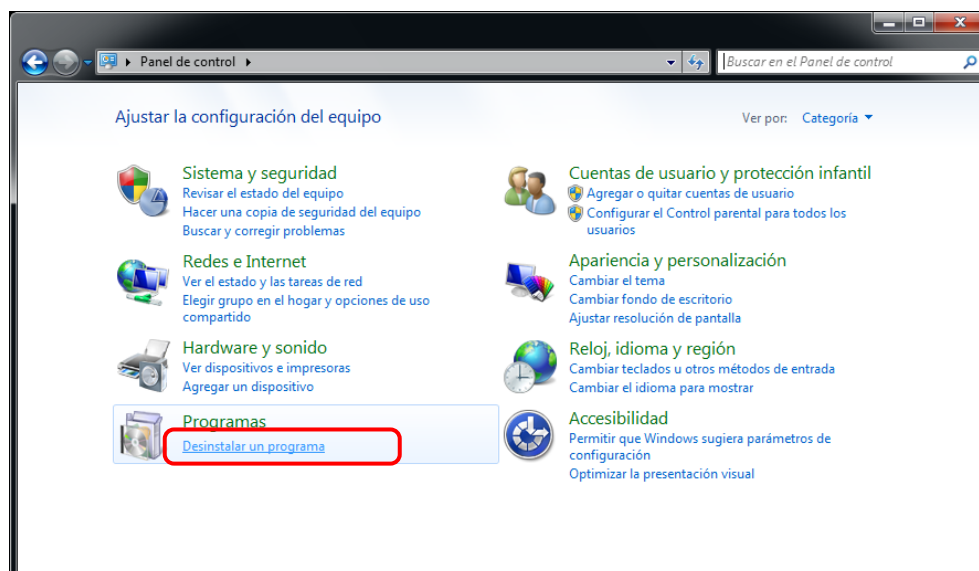 Panel de control
Buscar en el Panel de control
Ajustar la configuración del equipo
Ver por: Categoría
Sistema y seguridad
Revisar el estado del equipo
Hacer una copia de seguridad del equipo
Buscar y corregir problemas
Redes e Internet
Ver el estado y las tareas de red
Elegir grupo en el hogar y opciones de uso
compartido
Hardware y sonido
Ver dispositivos e impresoras
Agregar un dispositivo
Programas
Desinstalar un programa
Cuentas de usuario y protección infantil
Agregar o quitar cuentas de usuario
Configurar el Control parental para todos los
usuarios
Apariencia y personalización
Cambiar el tema
Cambiar fondo de escritorio
Ajustar resolución de pantalla
Reloj, idioma y región
Cambiar teclados u otros métodos de entrada
Cambiar el idioma para mostrar
Accesibilidad
Permitir que Windows sugiera parámetros de
configuración
Optimizar la presentación visual